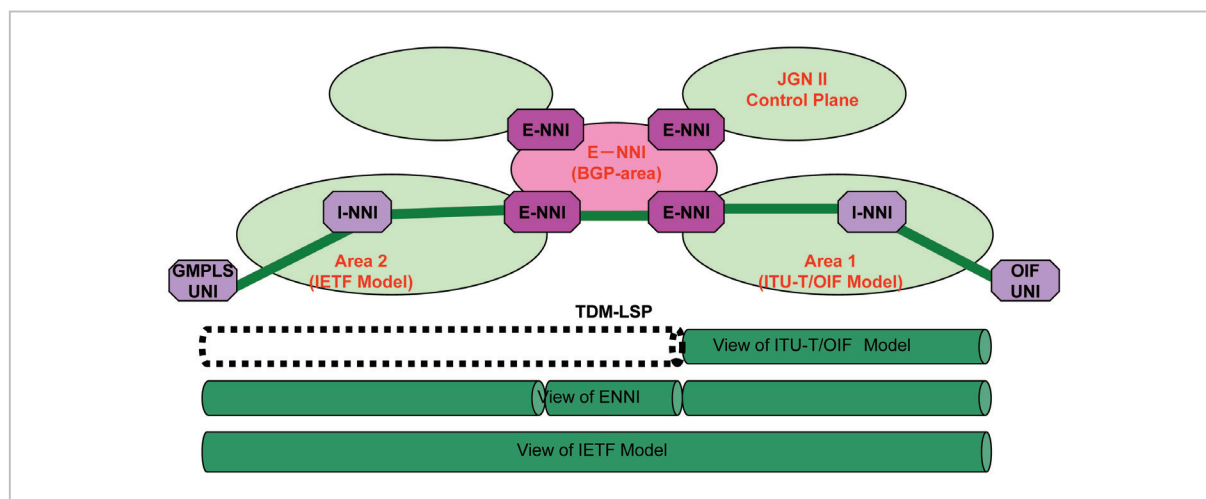 JGN II
Control Plane
E-NNI
E-NNI
E—NNI
(BGP-area)
I-NNI
E-NNI
E-NNI
I-NNI
Area 2
(IETF Model)
Area 1
(ITU-T/OIF Model)
GMPLS
UNI
OIF
UNI
TDM-LSP
View of ITU-T/OIF Model
View of ENNI
View of IETF Model